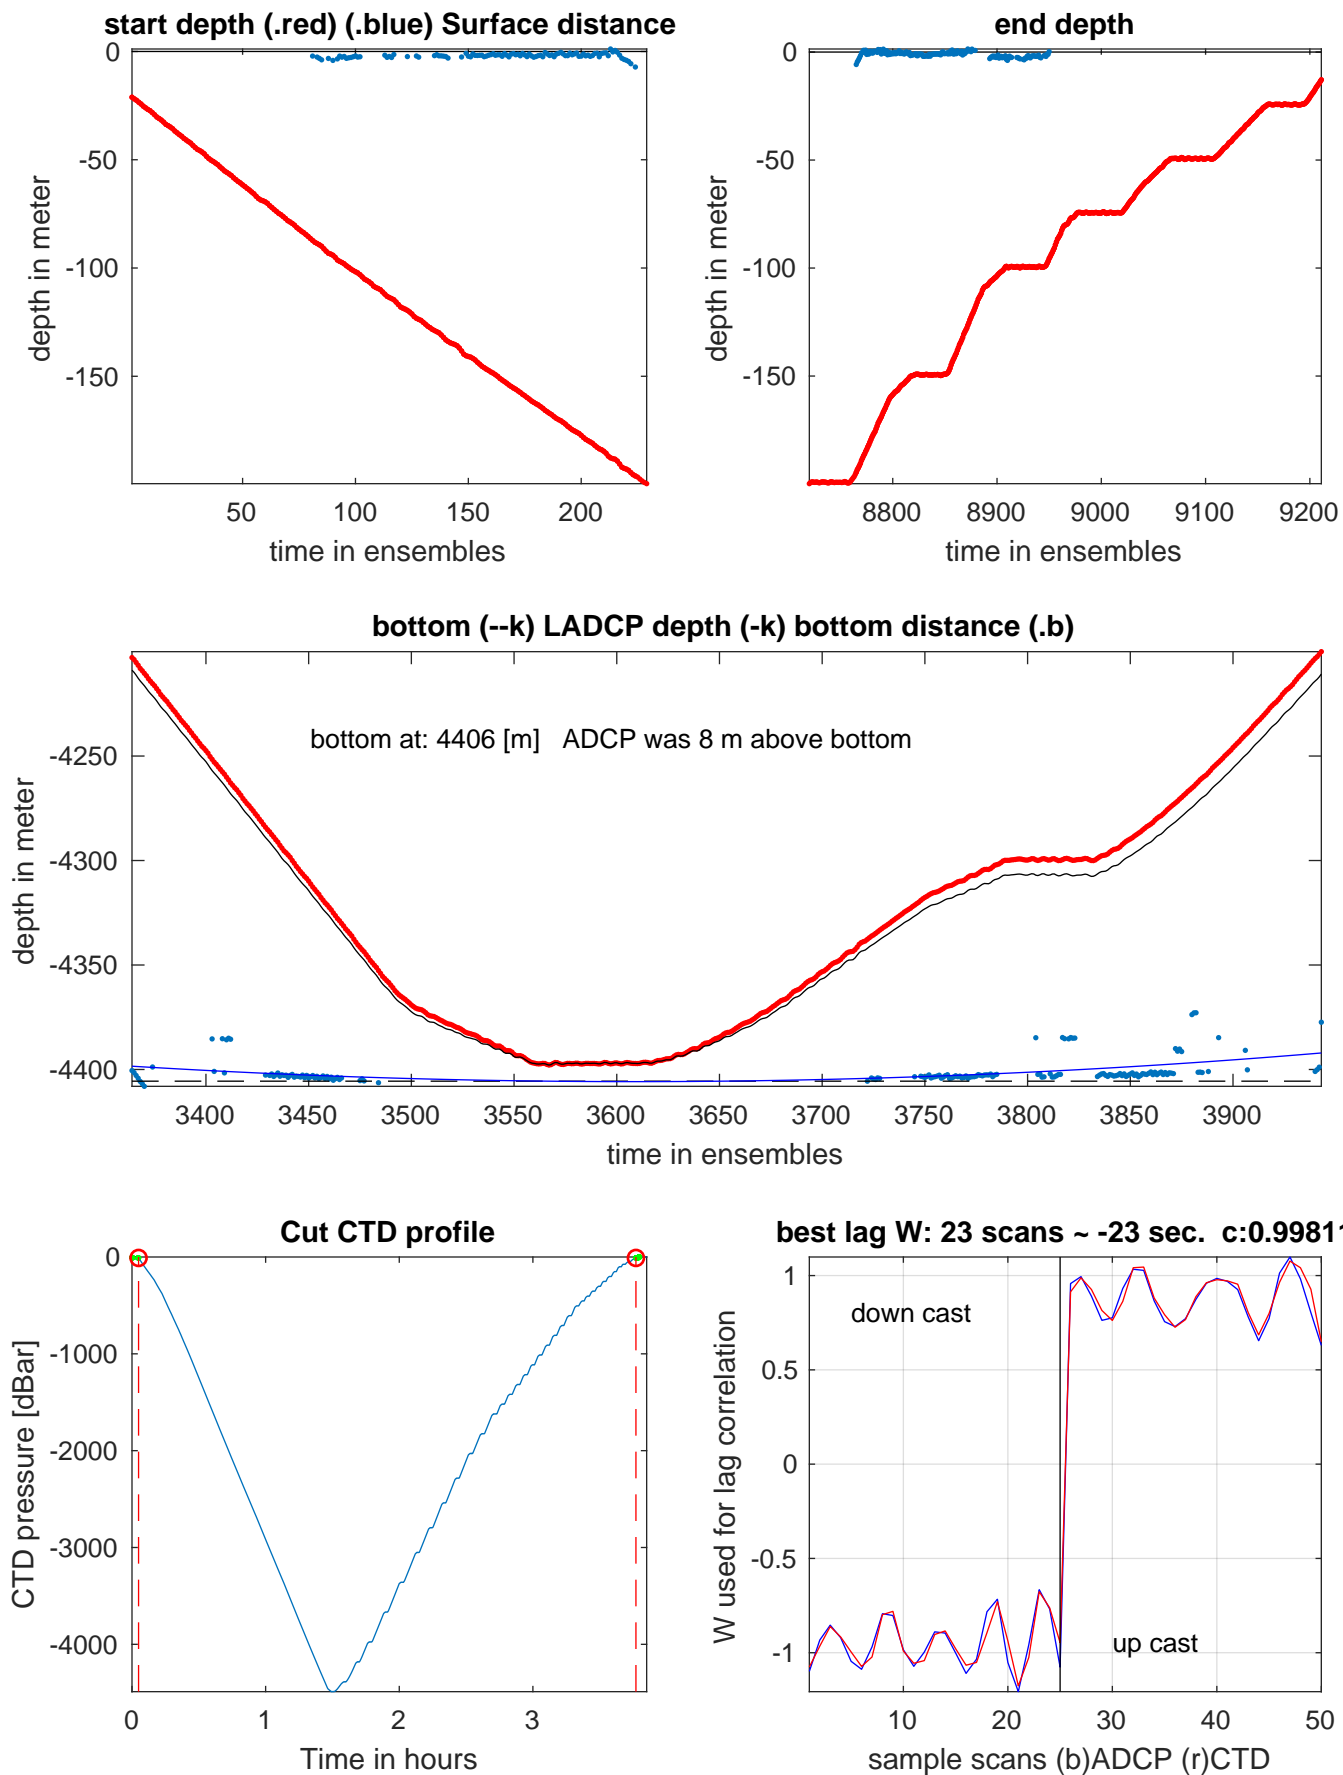 start depth (.red) (.blue) Surface distance
0
-50
-100
-150
depth in meter
50
100
150
200
time in ensembles
end depth
0
-50
-100
-150
depth in meter
8800
8900
9000
9100
9200
time in ensembles
bottom (--k) LADCP depth (-k) bottom distance (.b)
bottom at: 4406 [m] ADCP was 8 m above bottom
-4250
-4300
-4350
-4400
depth in meter
3400
3450
3500
3550
3600
3650
3700
3750
3800
3850
3900
time in ensembles
Cut CTD profile
0
-1000
-2000
-3000
-4000
CTD pressure [dBar]
0
1
2
3
Time in hours
best lag W: 23 scans ~ -23 sec. c:0.9981
1
0.5
0
-0.5
-1
W used for lag correlation
down cast
up cast
10
20
30
40
50
sample scans (b)ADCP (r)CTD